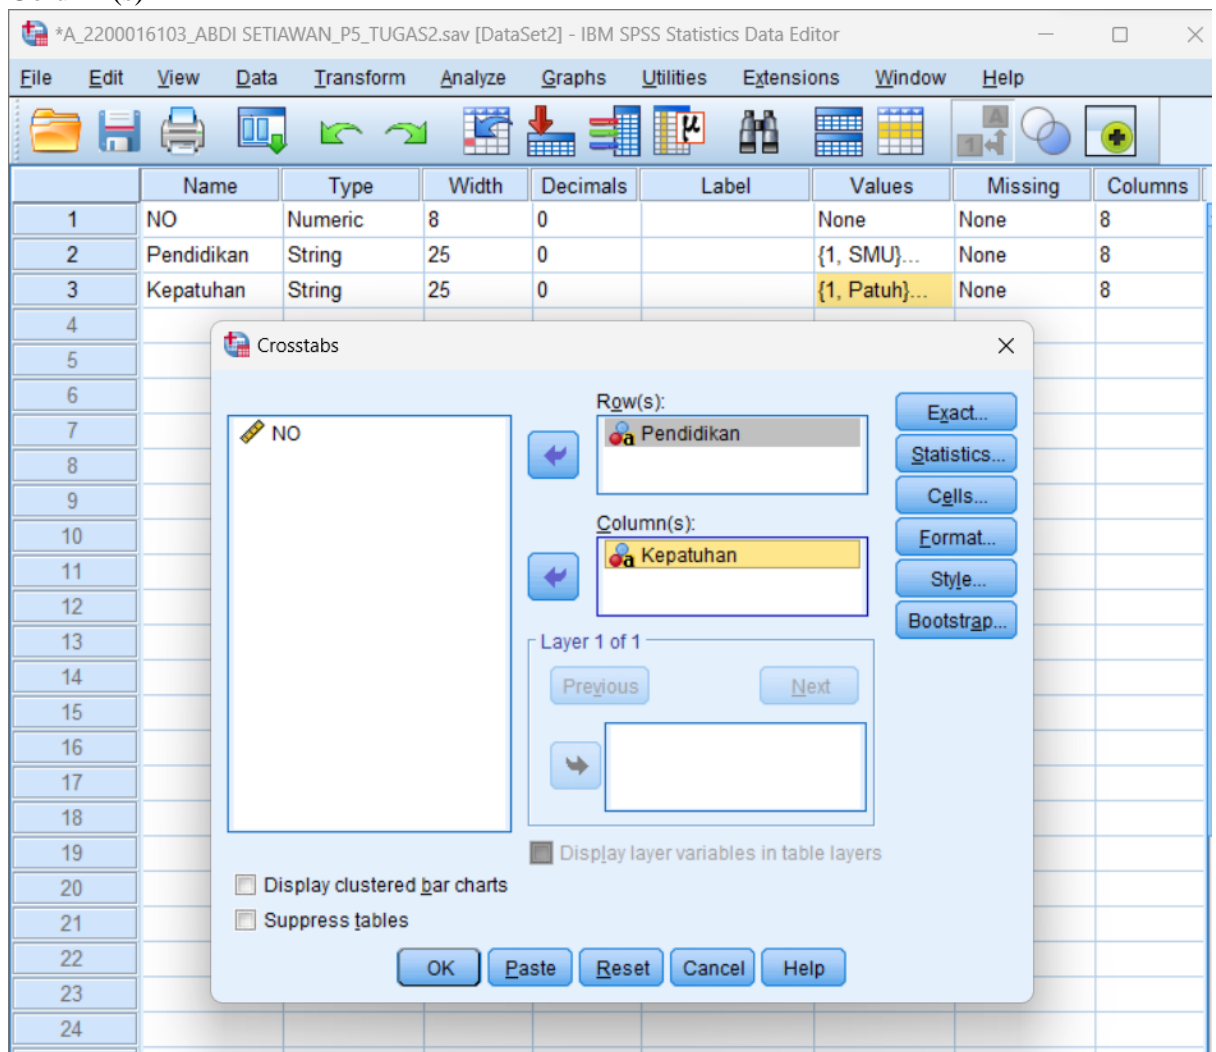 *A_2200016103_ABDI SETIAWAN_P5_TUGAS2.sav [DataSet2] - IBM SPSS Statistics Data Editor
File Edit View Data Transform Analyze Graphs Utilities Extensions Window Help
Name Type Width Decimals Label Values Missing Columns
1 NO Numeric 8 0 None None 8
2 Pendidikan String 25 0 {1, SMU}... None 8
3 Kepatuhan String 25 0 {1, Patuh}... None 8
4
5
6
7
8
9
10
11
12
13
14
15
16
17
18
19
20
21
22
23
24
Crosstabs
NO
Row(s):
Pendidikan
Column(s):
Kepatuhan
Layer 1 of 1
Previous Next
Display layer variables in table layers
Exact...
Statistics...
Cells...
Format...
Style...
Bootstrap...
Display clustered bar charts
Suppress tables
OK Paste Reset Cancel Help